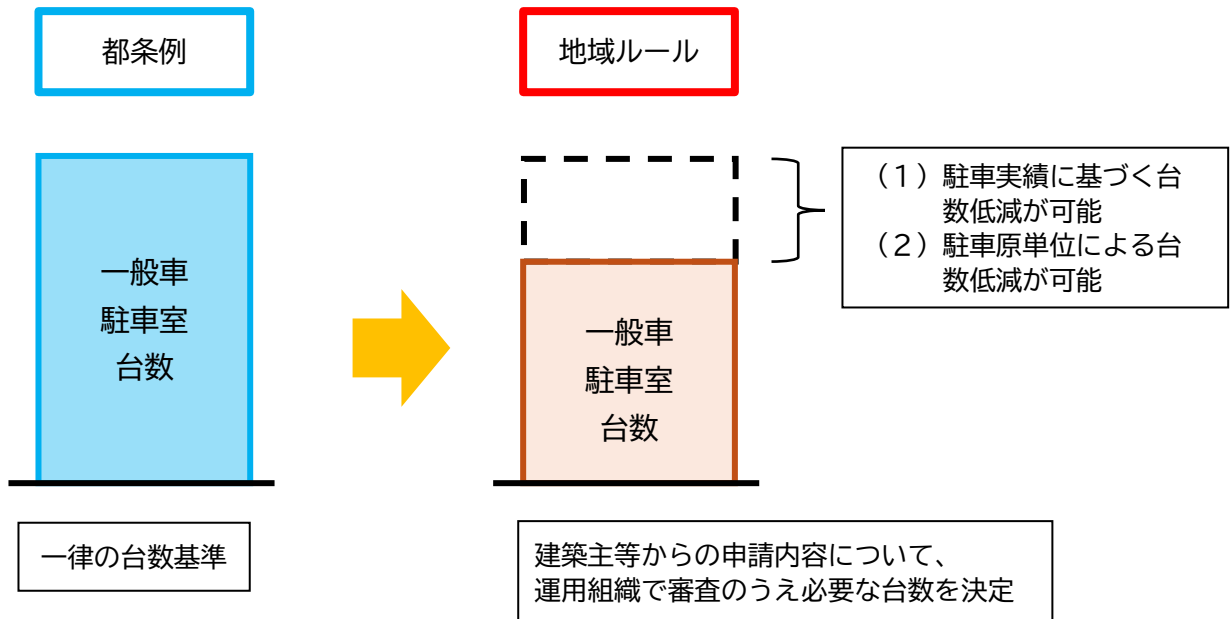 都条例
地域ルール
一般車
駐車室
台数
一般車
駐車室
台数
（１）駐車実績に基づく台
数低減が可能
（２）駐車原単位による台
数低減が可能
一律の台数基準
建築主等からの申請内容について、
運用組織で審査のうえ必要な台数を決定